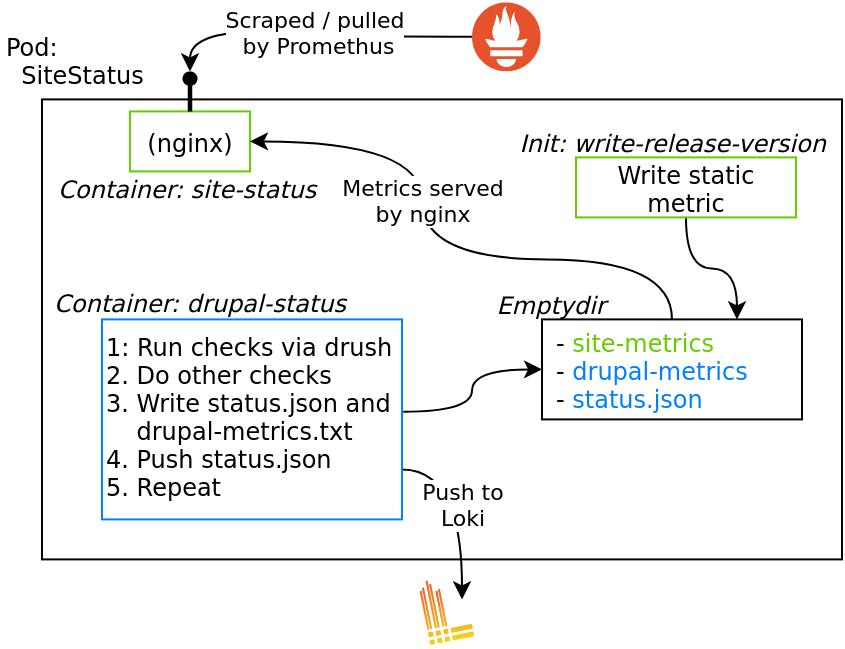 Scraped / pulled
by Promethus
Pod:
SiteStatus
(nginx)
Container: site-status
Init: write-release-version
Write static
metric
Metrics served
by nginx
Container: drupal-status
1: Run checks via drush
2. Do other checks
3. Write status.json and
drupal-metrics.txt
4. Push status.json
5. Repeat
Emptydir
- site-metrics
- drupal-metrics
- status.json
Push to
Loki